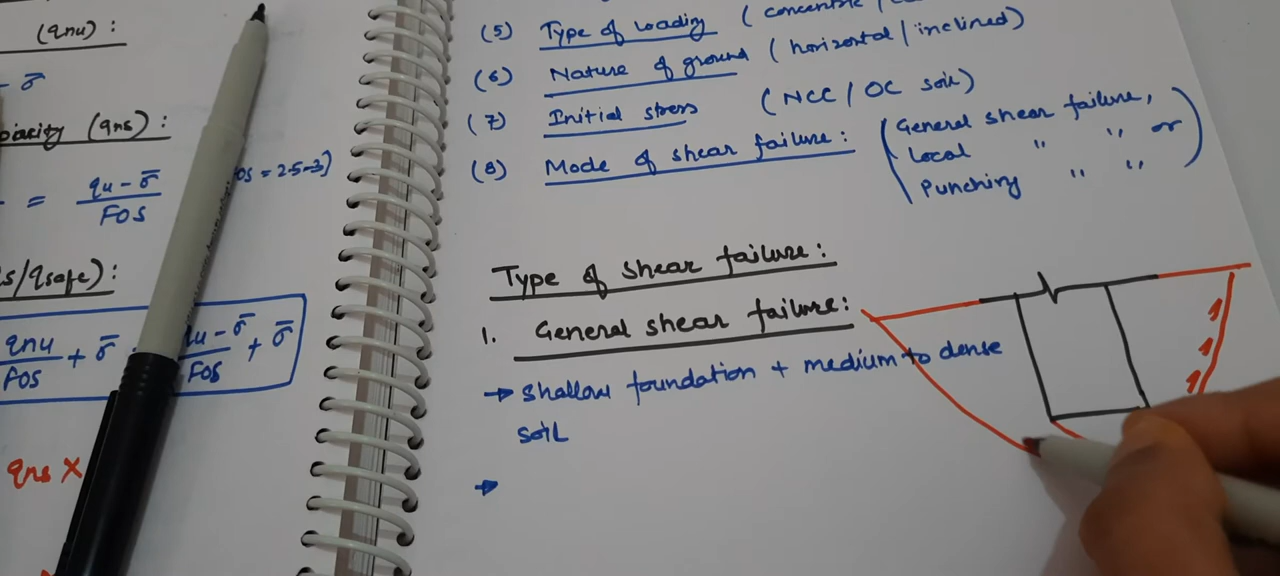 (qnu) :
- σ̄
(qns) :
= qu - σ̄ / FOS
FOS = 2.5-3]
/qsafe) :
qnu / FOS + σ̄
qu - σ̄ / FOS + σ̄
qns ×
(5) Type of loading ( concentric /
(6) Nature of ground ( horizontal / inclined)
(7) Initial stress ( NCC / OC soil)
(8) Mode of shear failure : ( General shear failure,
Local " " or
Punching " " )
Type of shear failure :
1. General shear failure :
→ Shallow foundation + medium to dense
soil
→